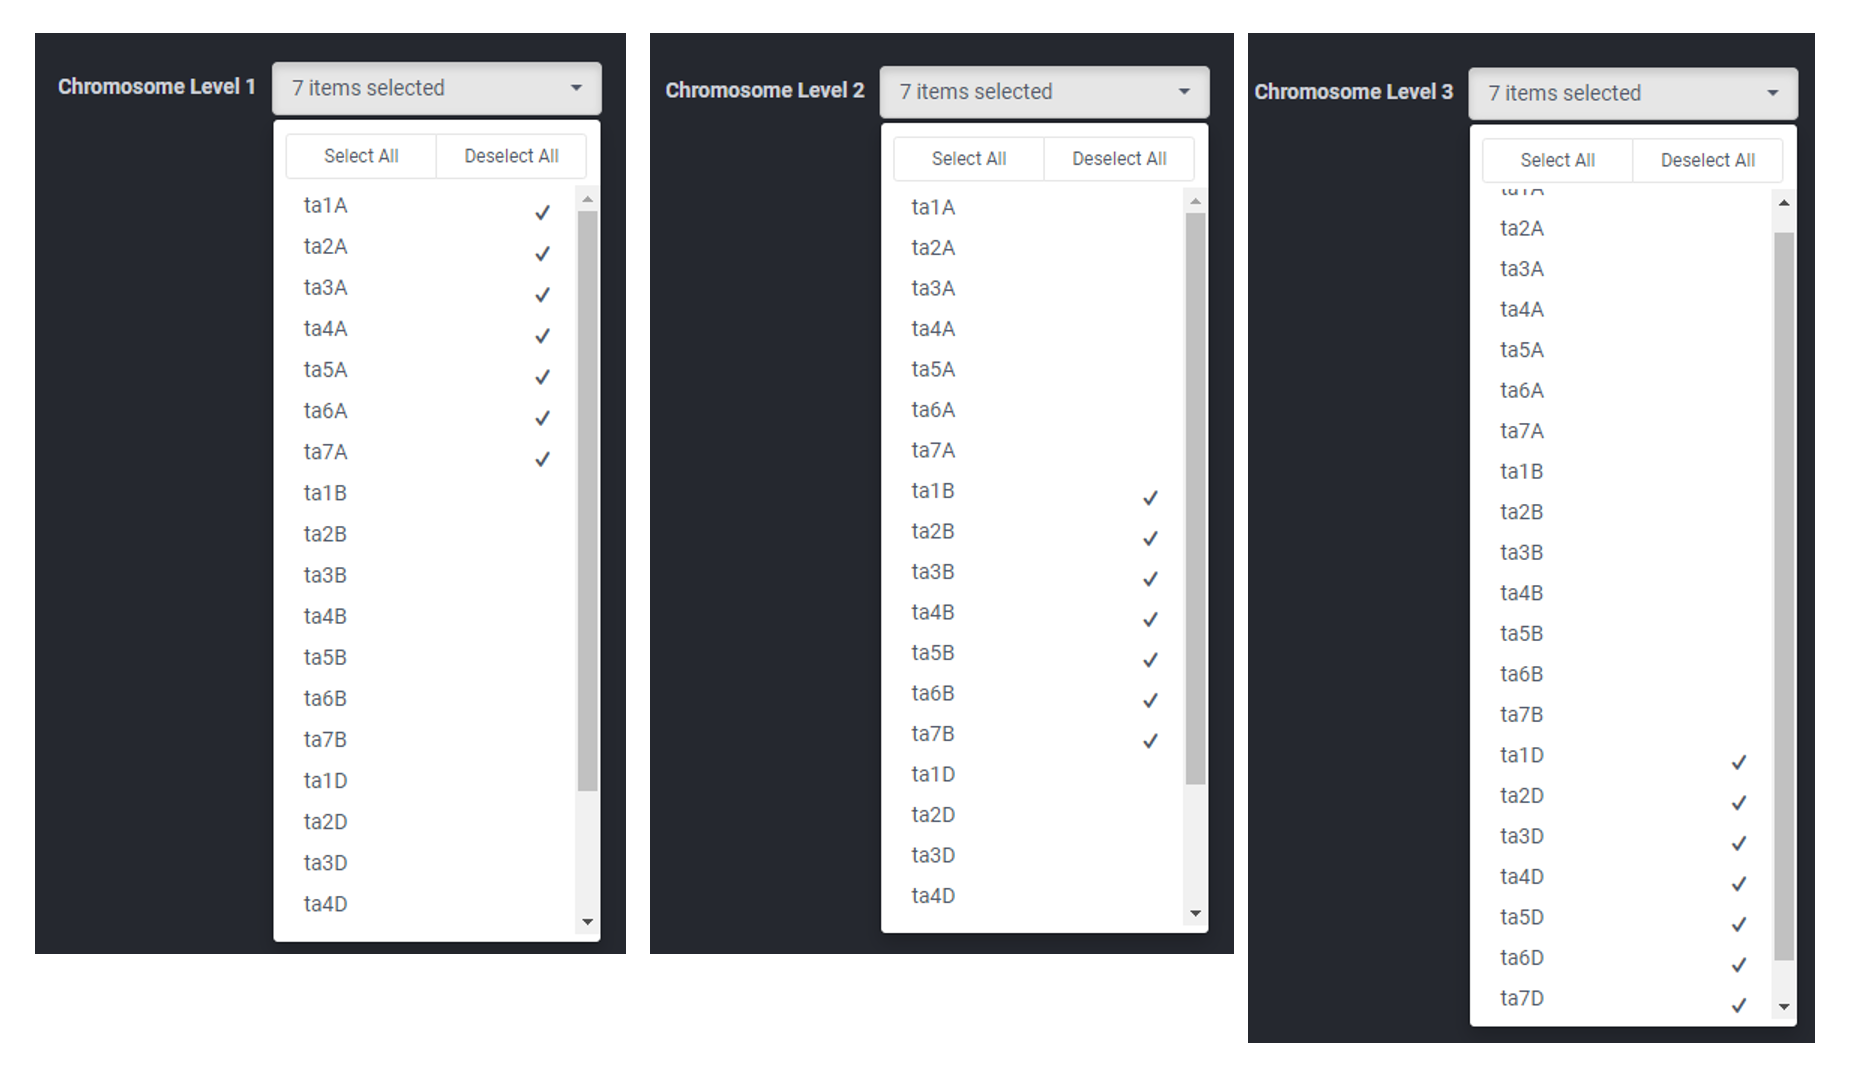 Chromosome Level 1
7 items selected
Select All
Deselect All
ta1A
ta2A
ta3A
ta4A
ta5A
ta6A
ta7A
ta1B
ta2B
ta3B
ta4B
ta5B
ta6B
ta7B
ta1D
ta2D
ta3D
ta4D
Chromosome Level 2
7 items selected
Select All
Deselect All
ta1A
ta2A
ta3A
ta4A
ta5A
ta6A
ta7A
ta1B
ta2B
ta3B
ta4B
ta5B
ta6B
ta7B
ta1D
ta2D
ta3D
ta4D
Chromosome Level 3
7 items selected
Select All
Deselect All
ta1A
ta2A
ta3A
ta4A
ta5A
ta6A
ta7A
ta1B
ta2B
ta3B
ta4B
ta5B
ta6B
ta7B
ta1D
ta2D
ta3D
ta4D
ta5D
ta6D
ta7D